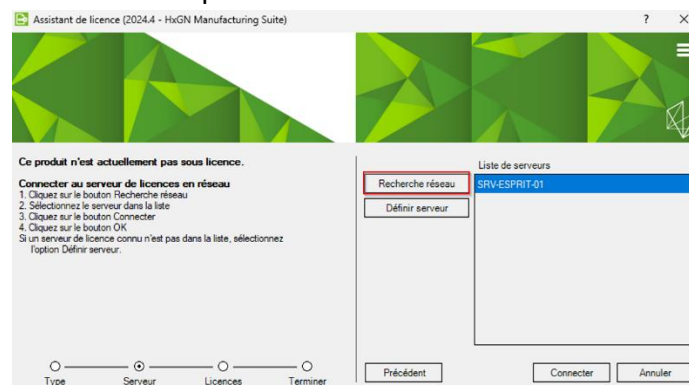 Assistant de licence (2024.4 - HxGN Manufacturing Suite)
Ce produit n'est actuellement pas sous licence.
Connecter au serveur de licences en réseau
1. Cliquez sur le bouton Recherche réseau
2. Sélectionnez le serveur dans la liste
3. Cliquez sur le bouton Connecter
4. Cliquez sur le bouton OK
Si un serveur de licence connu n'est pas dans la liste, sélectionnez
l'option Définir serveur.
Liste de serveurs
Recherche réseau
SRV-ESPRIT-01
Définir serveur
Type Serveur Licences Terminer
Précédent Connecter Annuler